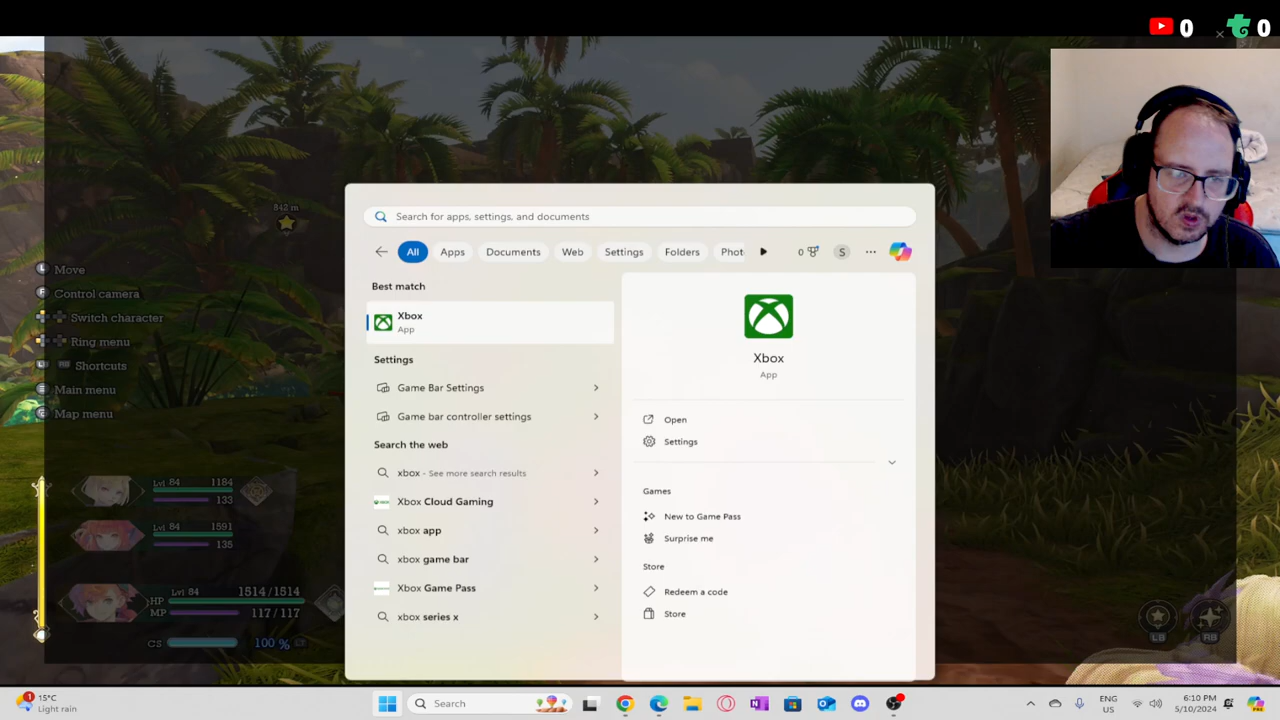 0
0
842 m
Move
Control camera
Switch character
Ring menu
Shortcuts
Main menu
Map menu
Lvl 84 1184
133
Lvl 84 1591
135
Lvl 84
HP 1514/1514
MP 117/117
CS 100 %
LB
RB
Search for apps, settings, and documents
All Apps Documents Web Settings Folders Phot 0 S
Best match
Xbox
App
Settings
Game Bar Settings
Game bar controller settings
Search the web
xbox - See more search results
Xbox Cloud Gaming
xbox app
xbox game bar
Xbox Game Pass
xbox series x
Xbox
App
Open
Settings
Games
New to Game Pass
Surprise me
Store
Redeem a code
Store
1
15°C
Light rain
Search
ENG
US
6:10 PM
5/10/2024